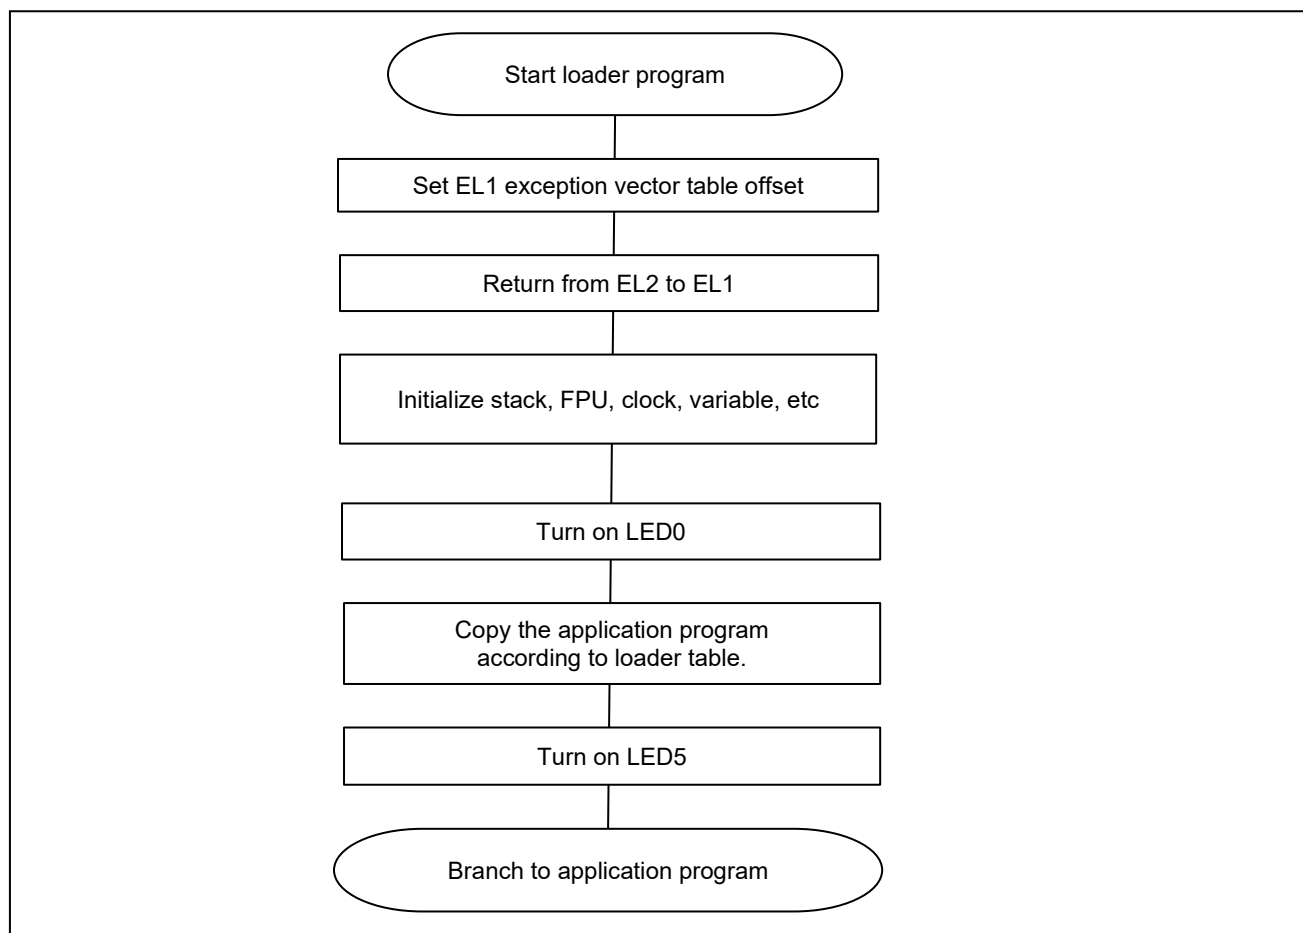 Start loader program
Set EL1 exception vector table offset
Return from EL2 to EL1
Initialize stack, FPU, clock, variable, etc
Turn on LED0
Copy the application program
according to loader table.
Turn on LED5
Branch to application program